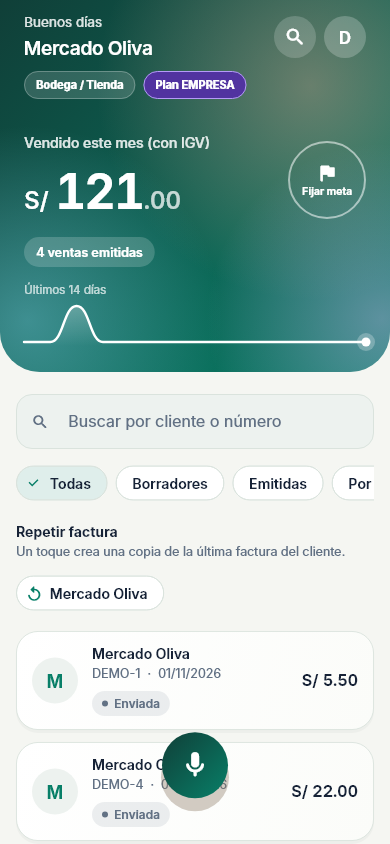 Buenos días
Mercado Oliva
D
Bodega / Tienda
Plan EMPRESA
Vendido este mes (con IGV)
S/ 121.00
Fijar meta
4 ventas emitidas
Últimos 14 días
Buscar por cliente o número
Todas
Borradores
Emitidas
Por
Repetir factura
Un toque crea una copia de la última factura del cliente.
Mercado Oliva
M
Mercado Oliva
DEMO-1 · 01/11/2026
S/ 5.50
Enviada
M
Mercado
DEMO-4 ·
S/ 22.00
Enviada